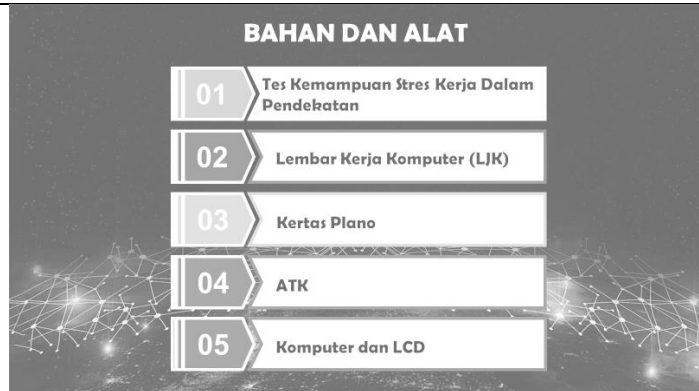 BAHAN DAN ALAT
01
Tes Kemampuan Stres Kerja Dalam
Pendekatan
02
Lembar Kerja Komputer (LJK)
03
Kertas Plano
04
ATK
05
Komputer dan LCD